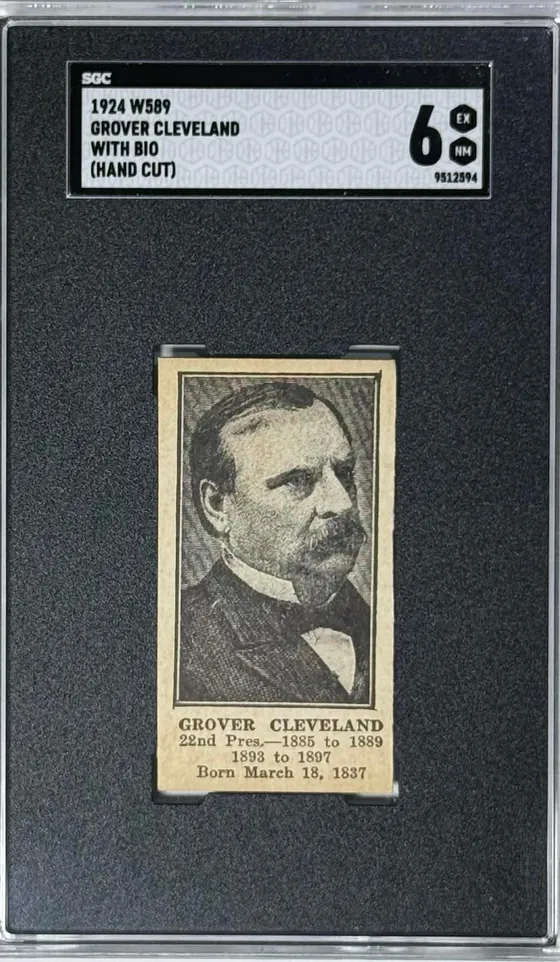 SGC
1924 W589
GROVER CLEVELAND
WITH BIO
(HAND CUT)
6 EX
NM
9512594
GROVER CLEVELAND
22nd Pres.—1885 to 1889
1893 to 1897
Born March 18, 1837